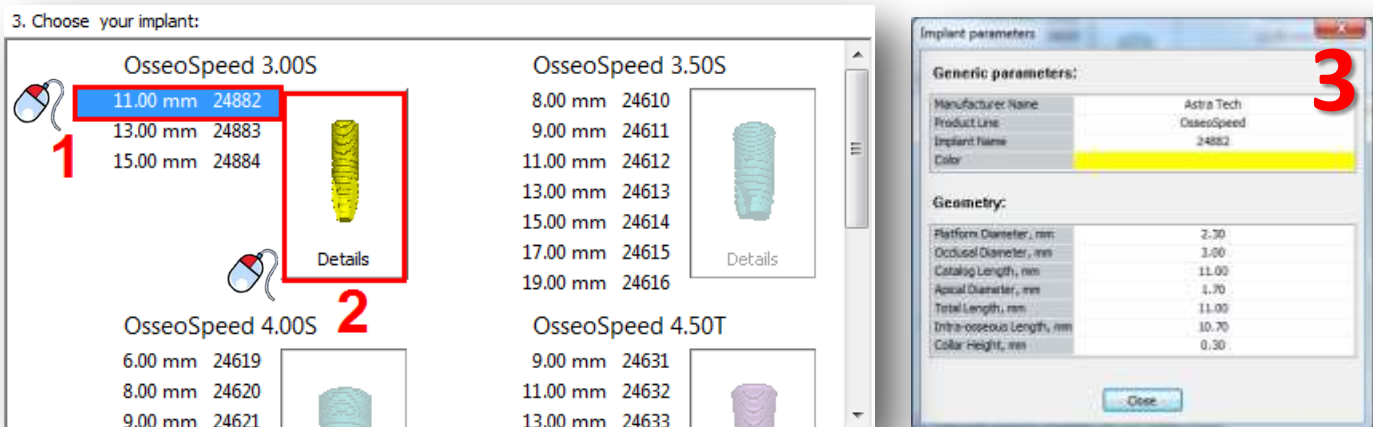 3. Choose your implant:
OsseoSpeed 3.00S
11.00 mm 24882
13.00 mm 24883
15.00 mm 24884
Details
1
2
OsseoSpeed 3.50S
8.00 mm 24610
9.00 mm 24611
11.00 mm 24612
13.00 mm 24613
15.00 mm 24614
17.00 mm 24615
19.00 mm 24616
Details
OsseoSpeed 4.00S
6.00 mm 24619
8.00 mm 24620
9.00 mm 24621
OsseoSpeed 4.50T
9.00 mm 24631
11.00 mm 24632
13.00 mm 24633
Implant parameters
3
Generic parameters:
Manufacturer Name Astra Tech
Product Line OsseoSpeed
Implant Name 24882
Color
Geometry:
Platform Diameter, mm 2.30
Occlusal Diameter, mm 3.00
Catalog Length, mm 11.00
Apical Diameter, mm 1.70
Total Length, mm 11.00
Intra-osseous Length, mm 10.70
Collar Height, mm 0.30
Close